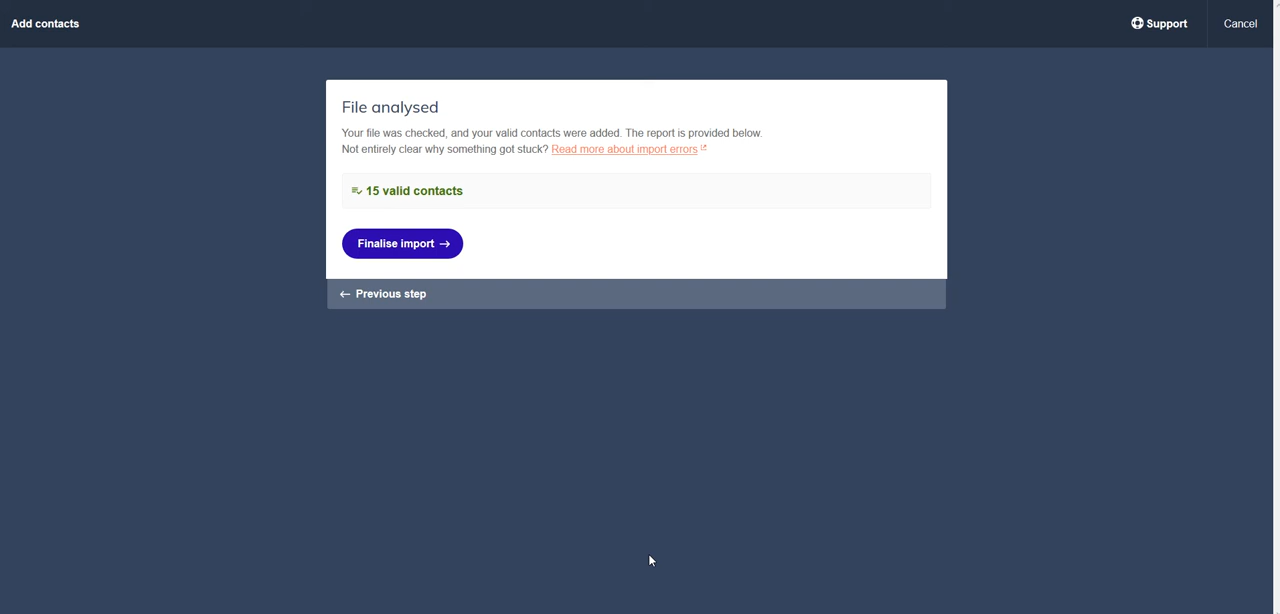 Add contacts
Support
Cancel
File analysed
Your file was checked, and your valid contacts were added. The report is provided below.
Not entirely clear why something got stuck? Read more about import errors
15 valid contacts
Finalise import →
← Previous step